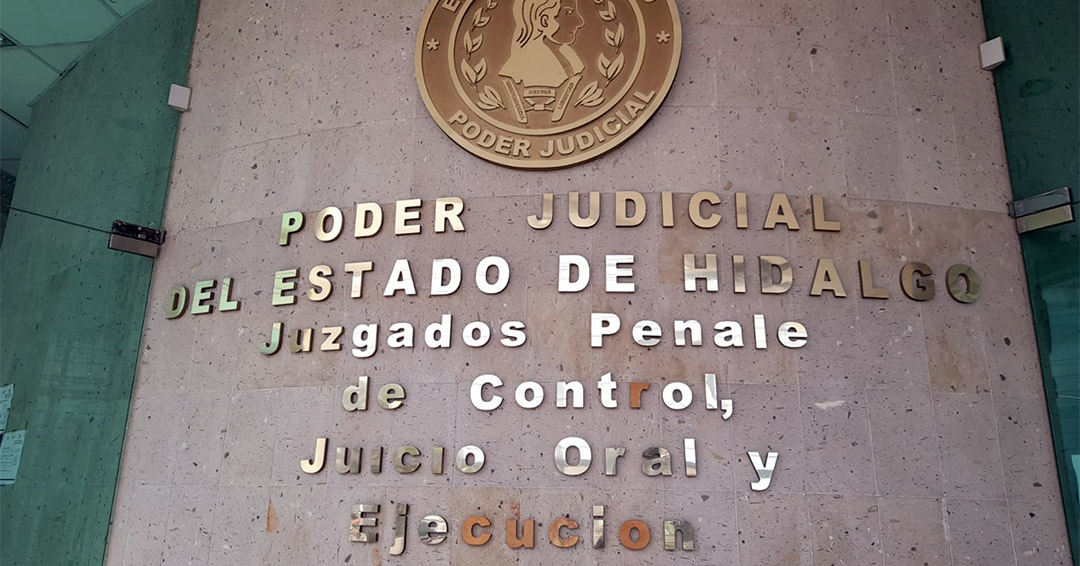 PODER JUDICIAL
PODER JUDICIAL
DEL ESTADO DE HIDALGO
Juzgados Penale
de Control,
Juicio Oral y
Ejecucion